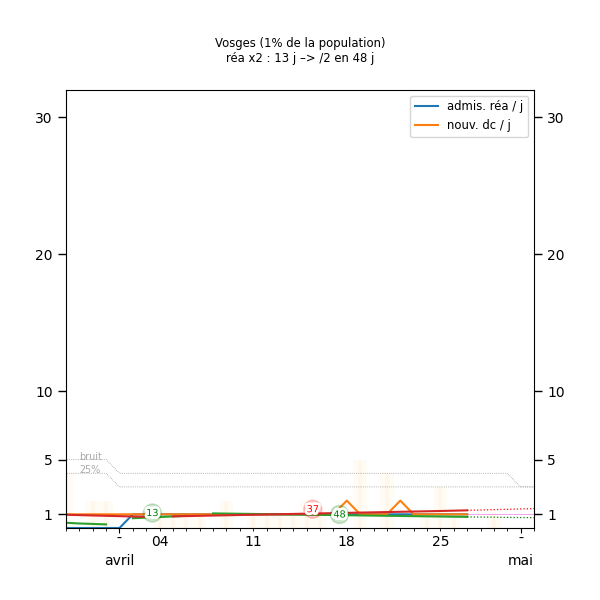 Vosges (1% de la population)
réa x2 : 13 j –> /2 en 48 j
admis. réa / j
nouv. dc / j
30 30
20 20
10 10
5 5
bruit
25%
1 1
13 37 48
- 04 11 18 25 -
avril mai